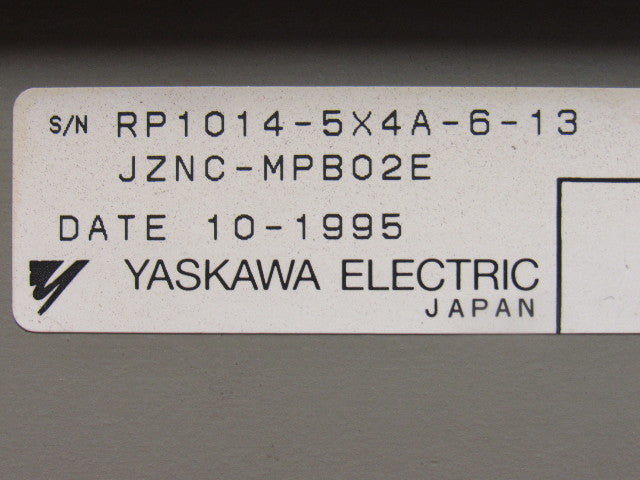 S/N RP1014-5X4A-6-13
JZNC-MPB02E
DATE 10-1995
YASKAWA ELECTRIC
JAPAN